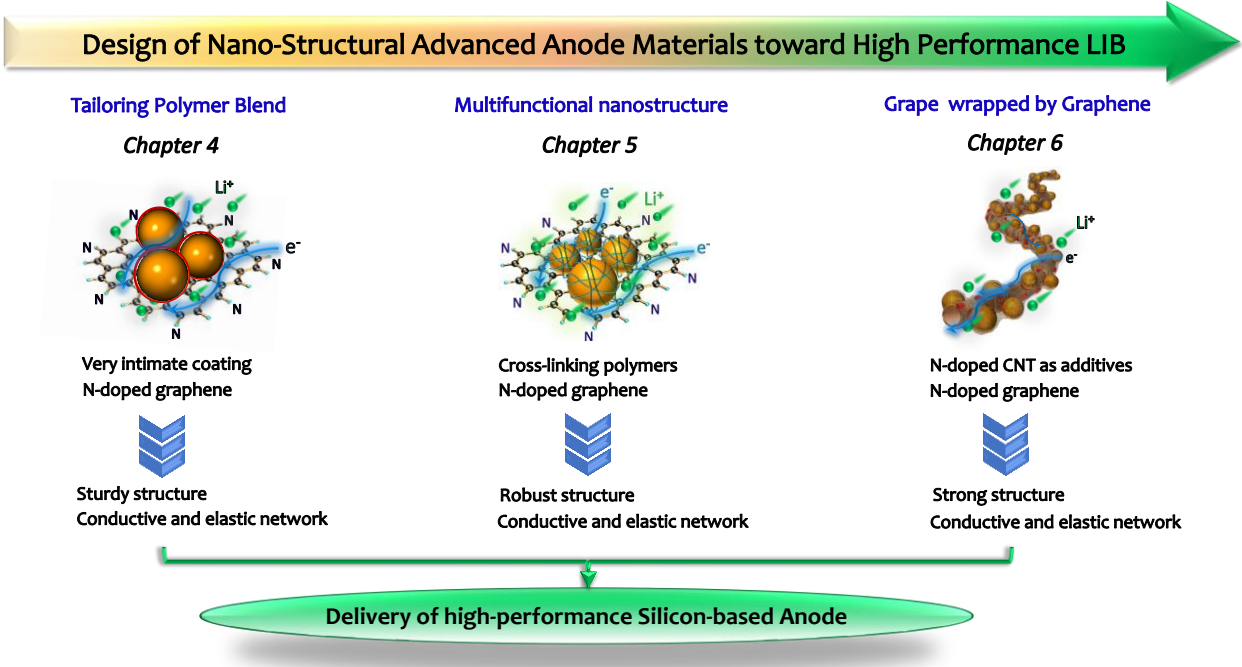 Design of Nano-Structural Advanced Anode Materials toward High Performance LIB
Tailoring Polymer Blend
Chapter 4
Li+
N
N
N
e-
N
N
N
N
Very intimate coating
N-doped graphene
Sturdy structure
Conductive and elastic network
Multifunctional nanostructure
Chapter 5
e-
Li+
N
N
e-
N
N
N
N
Cross-linking polymers
N-doped graphene
Robust structure
Conductive and elastic network
Grape wrapped by Graphene
Chapter 6
Li+
e-
N-doped CNT as additives
N-doped graphene
Strong structure
Conductive and elastic network
Delivery of high-performance Silicon-based Anode